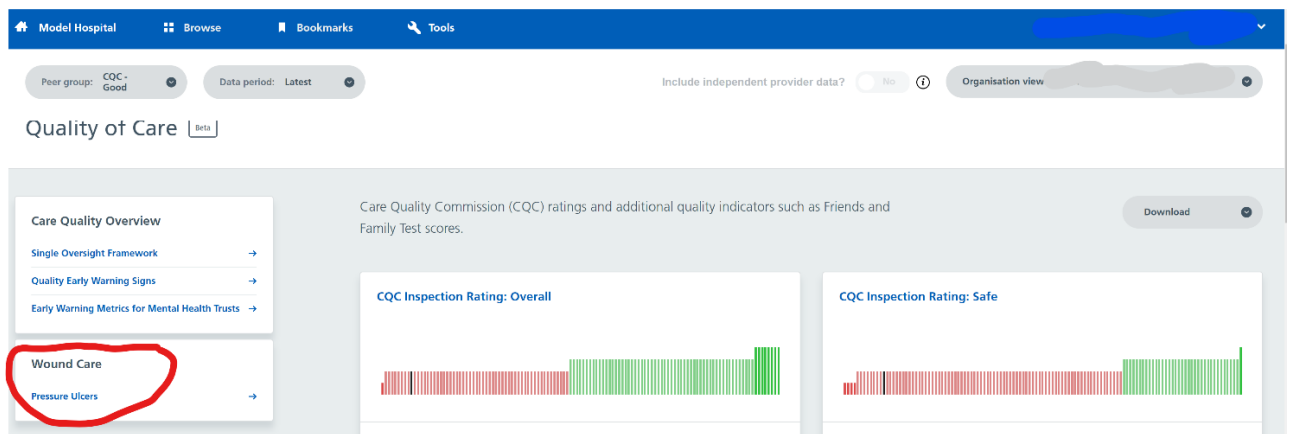 Model Hospital Browse Bookmarks Tools
Peer group: CQC - Good Data period: Latest Include independent provider data? No i Organisation view
Quality of Care Beta
Care Quality Overview
Single Oversight Framework
Quality Early Warning Signs
Early Warning Metrics for Mental Health Trusts
Wound Care
Pressure Ulcers
Care Quality Commission (CQC) ratings and additional quality indicators such as Friends and
Family Test scores.
Download
CQC Inspection Rating: Overall
CQC Inspection Rating: Safe